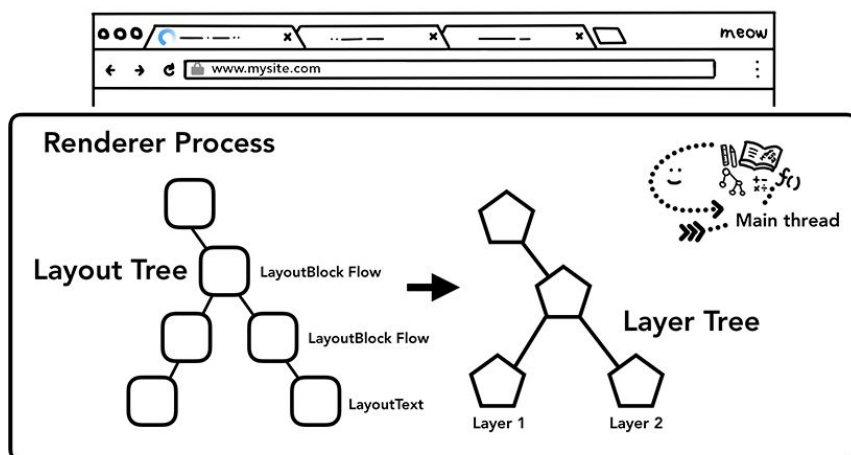 meow
www.mysite.com
Renderer Process
f()
+-
×÷
Main thread
Layout Tree
LayoutBlock Flow
LayoutBlock Flow
LayoutText
Layer Tree
Layer 1
Layer 2